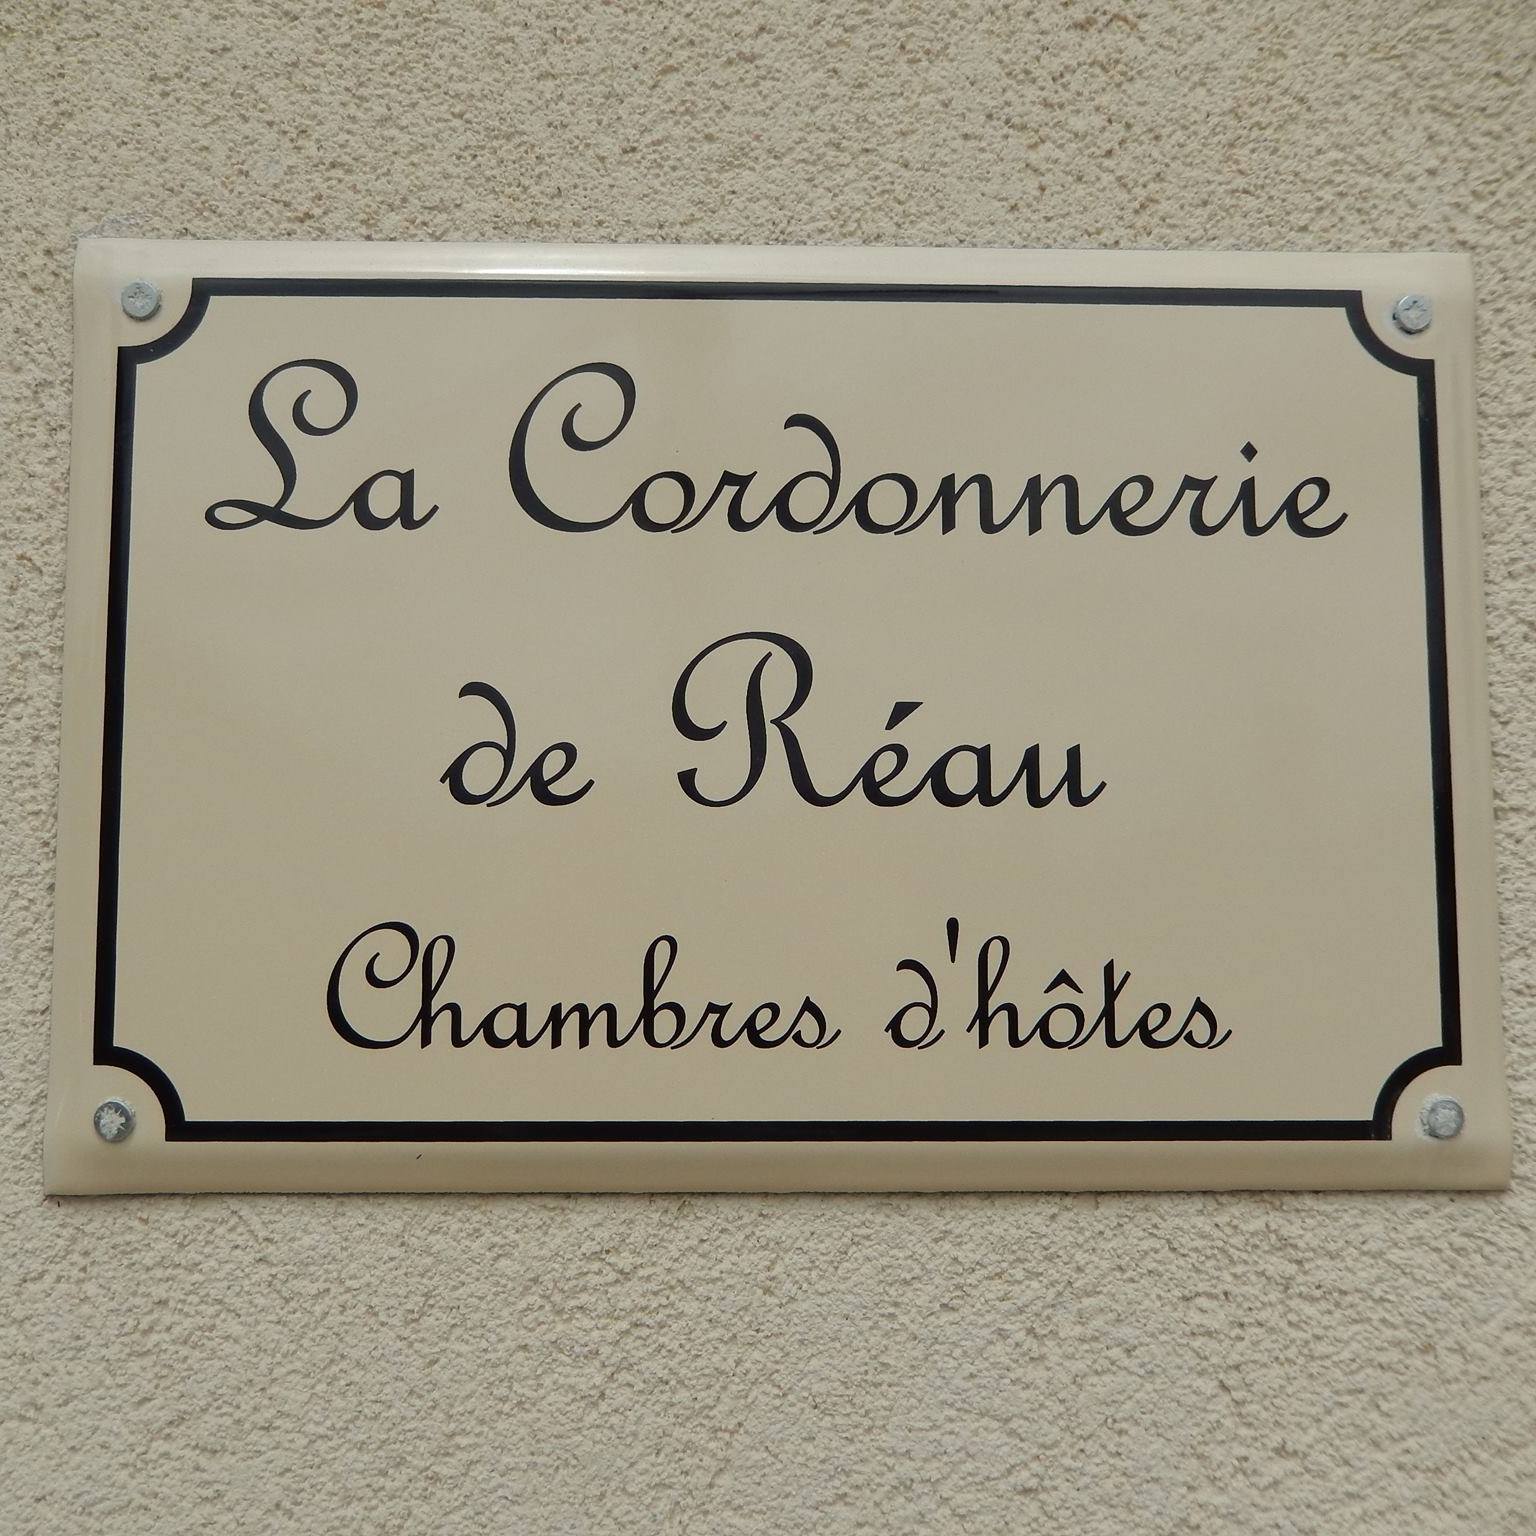 La Cordonnerie
de Réau
Chambres d'hôtes